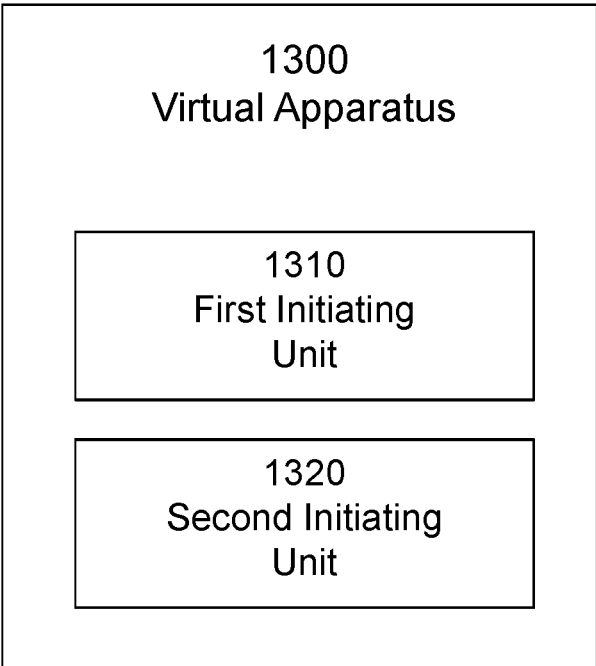 1300
Virtual Apparatus
1310
First Initiating
Unit
1320
Second Initiating
Unit